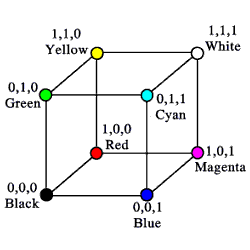 1,1,0
Yellow
1,1,1
White
0,1,0
Green
0,1,1
Cyan
1,0,0
Red
1,0,1
Magenta
0,0,0
Black
0,0,1
Blue